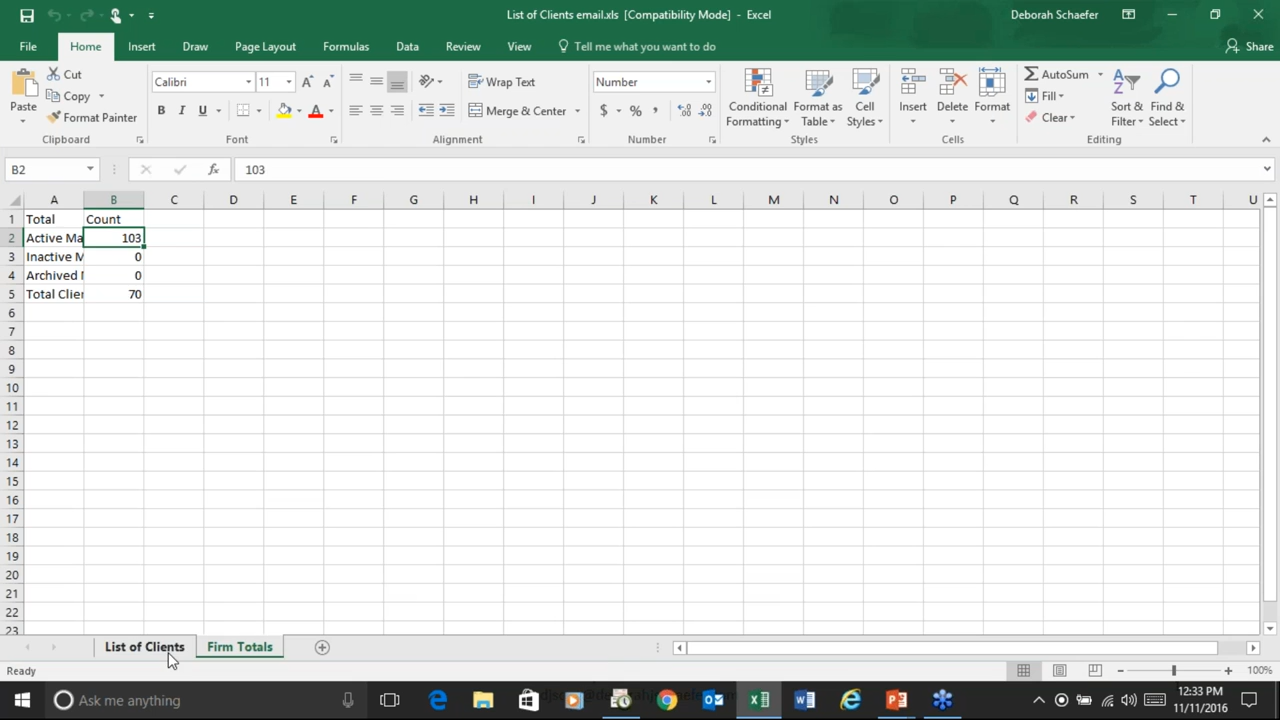 List of Clients email.xls [Compatibility Mode] - Excel
Deborah Schaefer
File Home Insert Draw Page Layout Formulas Data Review View Tell me what you want to do Share
Paste
Cut
Copy
Format Painter
Clipboard
Calibri 11
B I U
Font
Wrap Text
Merge & Center
Alignment
Number
$ % ,
Number
Conditional Formatting
Format as Table
Cell Styles
Styles
Insert
Delete
Format
Cells
AutoSum
Fill
Clear
Sort & Filter
Find & Select
Editing
B2 fx 103
A B C D E F G H I J K L M N O P Q R S T U
1 Total Count
2 Active Ma 103
3 Inactive M 0
4 Archived 0
5 Total Clier 70
6
7
8
9
10
11
12
13
14
15
16
17
18
19
20
21
22
23
List of Clients Firm Totals
Ready 100%
Ask me anything
12:33 PM
11/11/2016